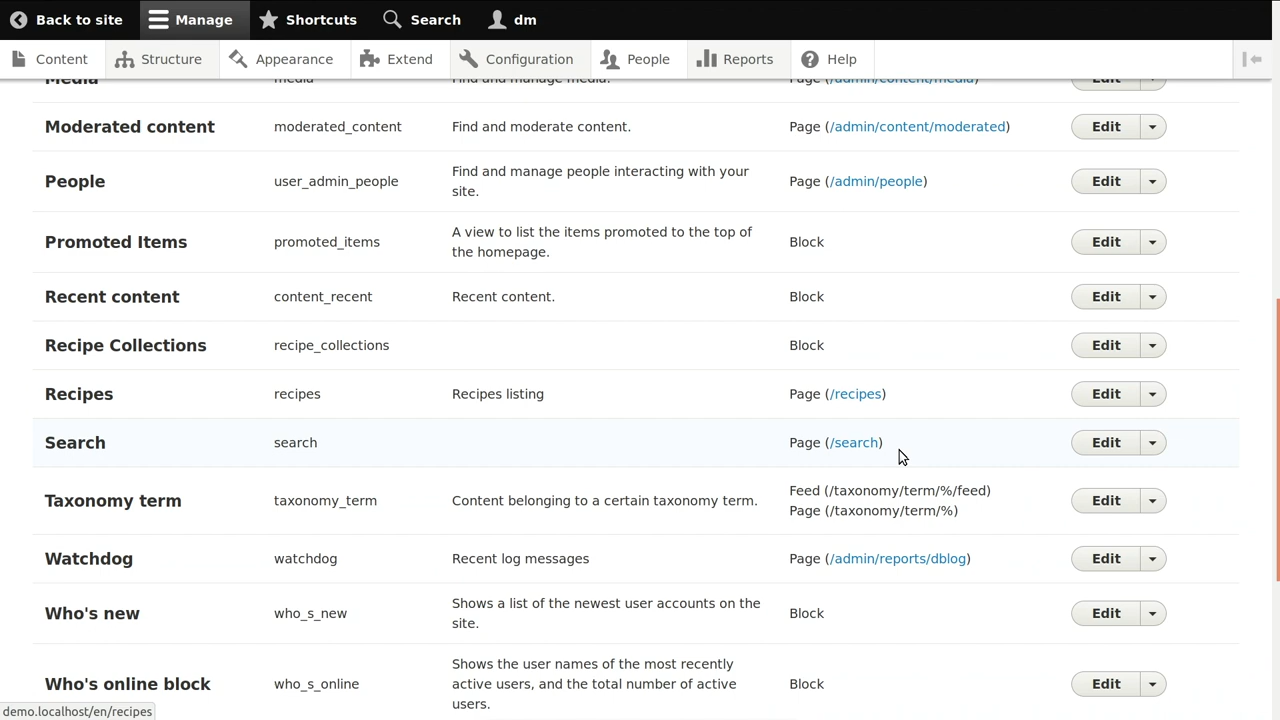 Back to site Manage Shortcuts Search dm
Content Structure Appearance Extend Configuration People Reports Help
Media media Find and manage media. Page (/admin/content/media) Edit
Moderated content moderated_content Find and moderate content. Page (/admin/content/moderated) Edit
People user_admin_people Find and manage people interacting with your
site. Page (/admin/people) Edit
Promoted Items promoted_items A view to list the items promoted to the top of
the homepage. Block Edit
Recent content content_recent Recent content. Block Edit
Recipe Collections recipe_collections Block Edit
Recipes recipes Recipes listing Page (/recipes) Edit
Search search Page (/search) Edit
Taxonomy term taxonomy_term Content belonging to a certain taxonomy term. Feed (/taxonomy/term/%/feed)
Page (/taxonomy/term/%) Edit
Watchdog watchdog Recent log messages Page (/admin/reports/dblog) Edit
Who's new who_s_new Shows a list of the newest user accounts on the
site. Block Edit
Who's online block who_s_online Shows the user names of the most recently
active users, and the total number of active
users. Block Edit
demo.localhost/en/recipes